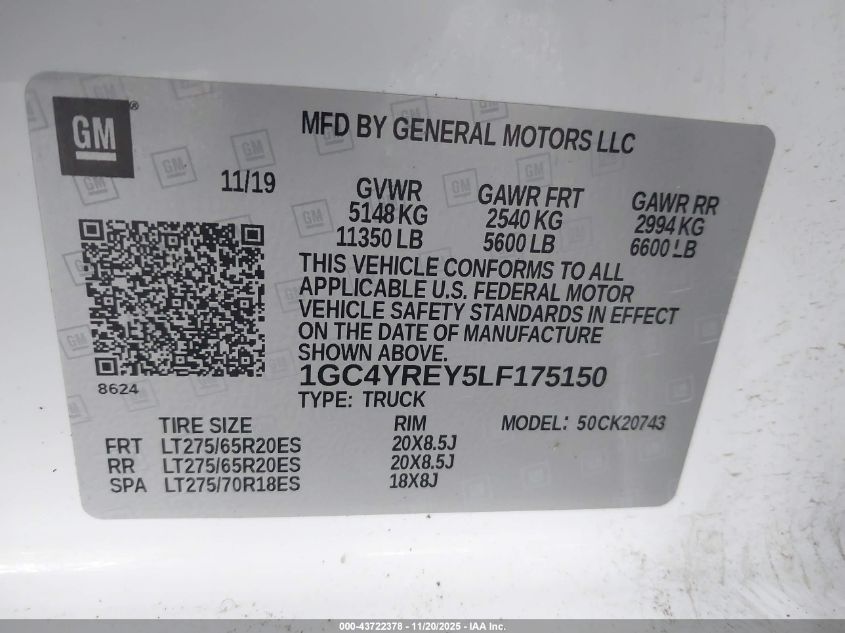 GM®
MFD BY GENERAL MOTORS LLC
11/19
GVWR GAWR FRT GAWR RR
5148 KG 2540 KG 2994 KG
11350 LB 5600 LB 6600 LB
THIS VEHICLE CONFORMS TO ALL
APPLICABLE U.S. FEDERAL MOTOR
VEHICLE SAFETY STANDARDS IN EFFECT
ON THE DATE OF MANUFACTURE
SHOWN ABOVE.
1GC4YREY5LF175150
TYPE: TRUCK
8624
TIRE SIZE RIM MODEL: 50CK20743
FRT LT275/65R20ES 20X8.5J
RR LT275/65R20ES 20X8.5J
SPA LT275/70R18ES 18X8J
000-43722378 - 11/20/2025 - IAA Inc.